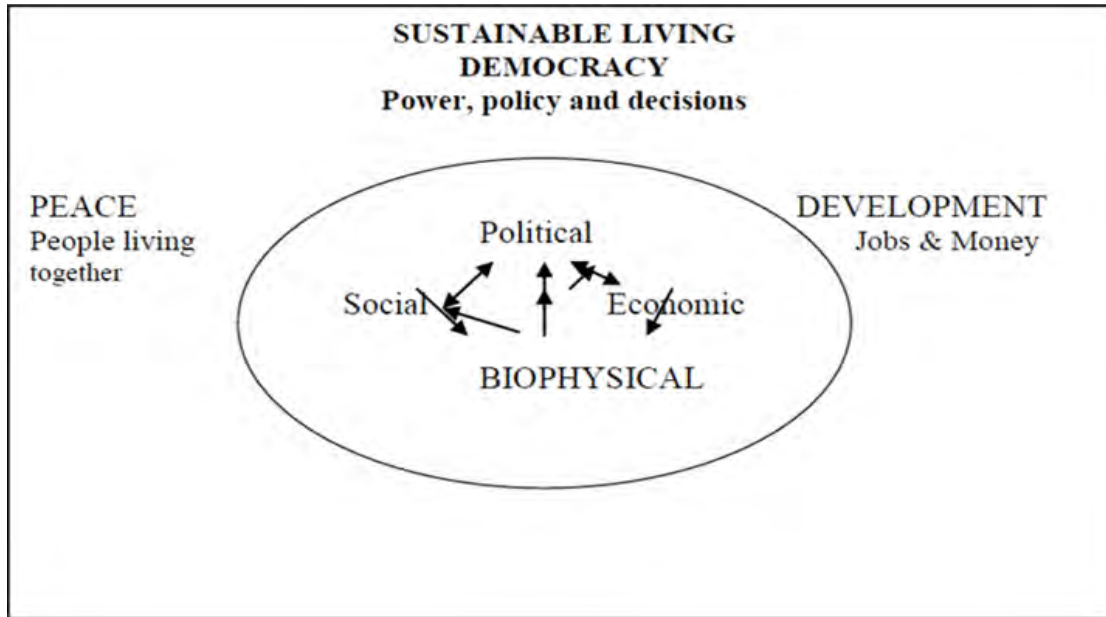 SUSTAINABLE LIVING
DEMOCRACY
Power, policy and decisions
PEACE
People living
together
DEVELOPMENT
Jobs & Money
Political
Social
Economic
BIOPHYSICAL